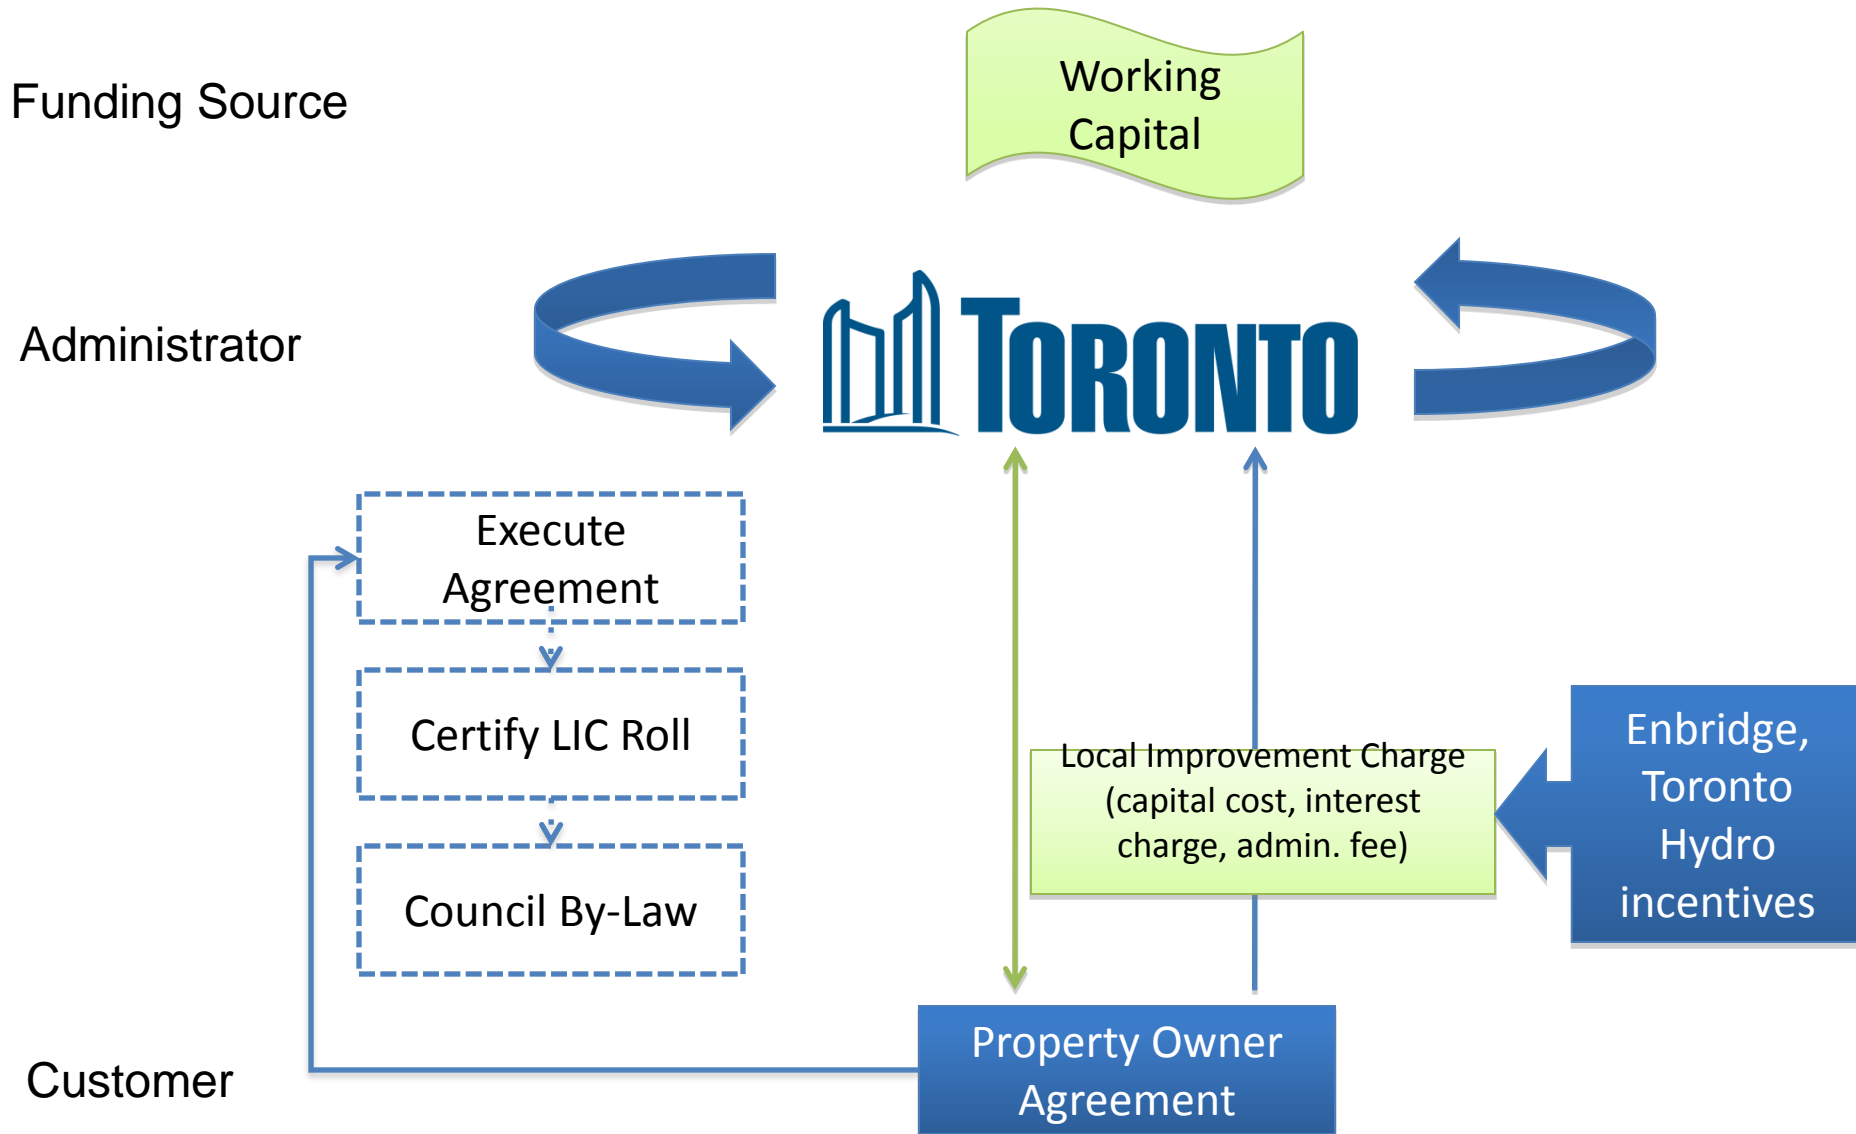 Funding Source
Working
Capital
Administrator
TORONTO
Execute
Agreement
Certify LIC Roll
Council By-Law
Local Improvement Charge
(capital cost, interest
charge, admin. fee)
Enbridge,
Toronto
Hydro
incentives
Customer
Property Owner
Agreement